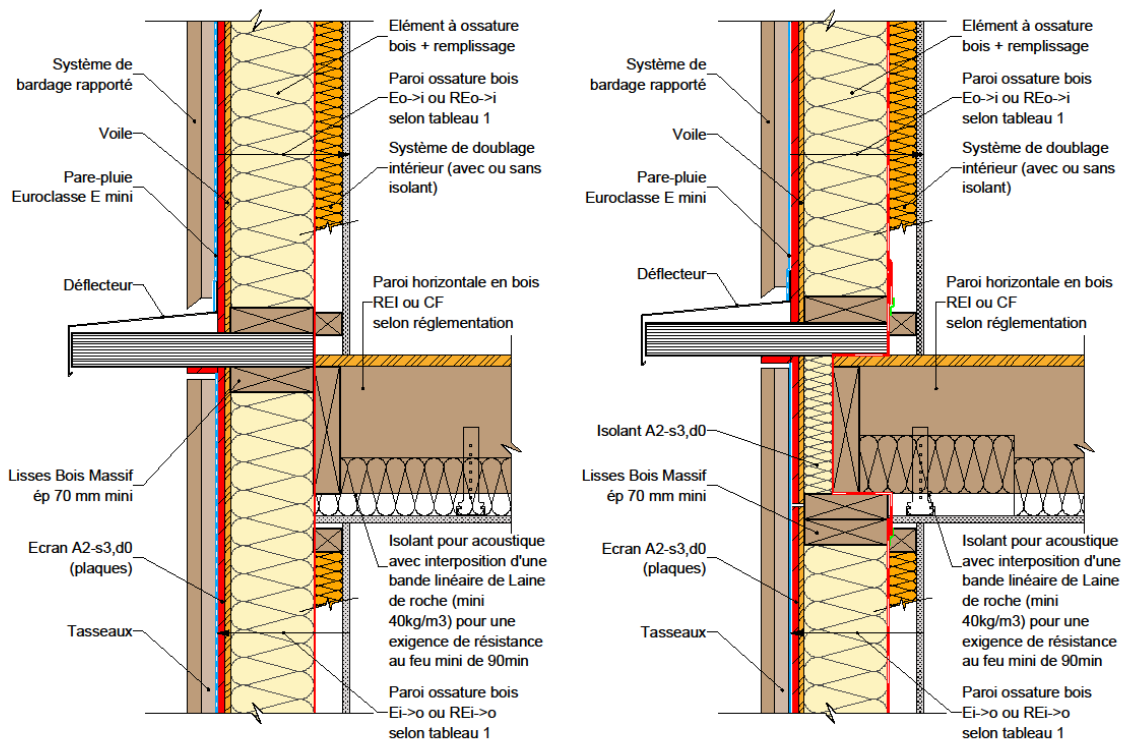 Système de
bardage rapporté
Voile
Pare-pluie
Euroclasse E mini
Déflecteur
Lisses Bois Massif
ép 70 mm mini
Ecran A2-s3,d0
(plaques)
Tasseaux
Elément à ossature
bois + remplissage
Paroi ossature bois
Eo->i ou REo->i
selon tableau 1
Système de doublage
intérieur (avec ou sans
isolant)
Paroi horizontale en bois
REI ou CF
selon réglementation
Isolant pour acoustique
avec interposition d'une
bande linéaire de Laine
de roche (mini
40kg/m3) pour une
exigence de résistance
au feu mini de 90min
Paroi ossature bois
Ei->o ou REi->o
selon tableau 1
Système de
bardage rapporté
Voile
Pare-pluie
Euroclasse E mini
Déflecteur
Isolant A2-s3,d0
Lisses Bois Massif
ép 70 mm mini
Ecran A2-s3,d0
(plaques)
Tasseaux
Elément à ossature
bois + remplissage
Paroi ossature bois
Eo->i ou REo->i
selon tableau 1
Système de doublage
intérieur (avec ou sans
isolant)
Paroi horizontale en bois
REI ou CF
selon réglementation
Isolant pour acoustique
avec interposition d'une
bande linéaire de Laine
de roche (mini
40kg/m3) pour une
exigence de résistance
au feu mini de 90min
Paroi ossature bois
Ei->o ou REi->o
selon tableau 1